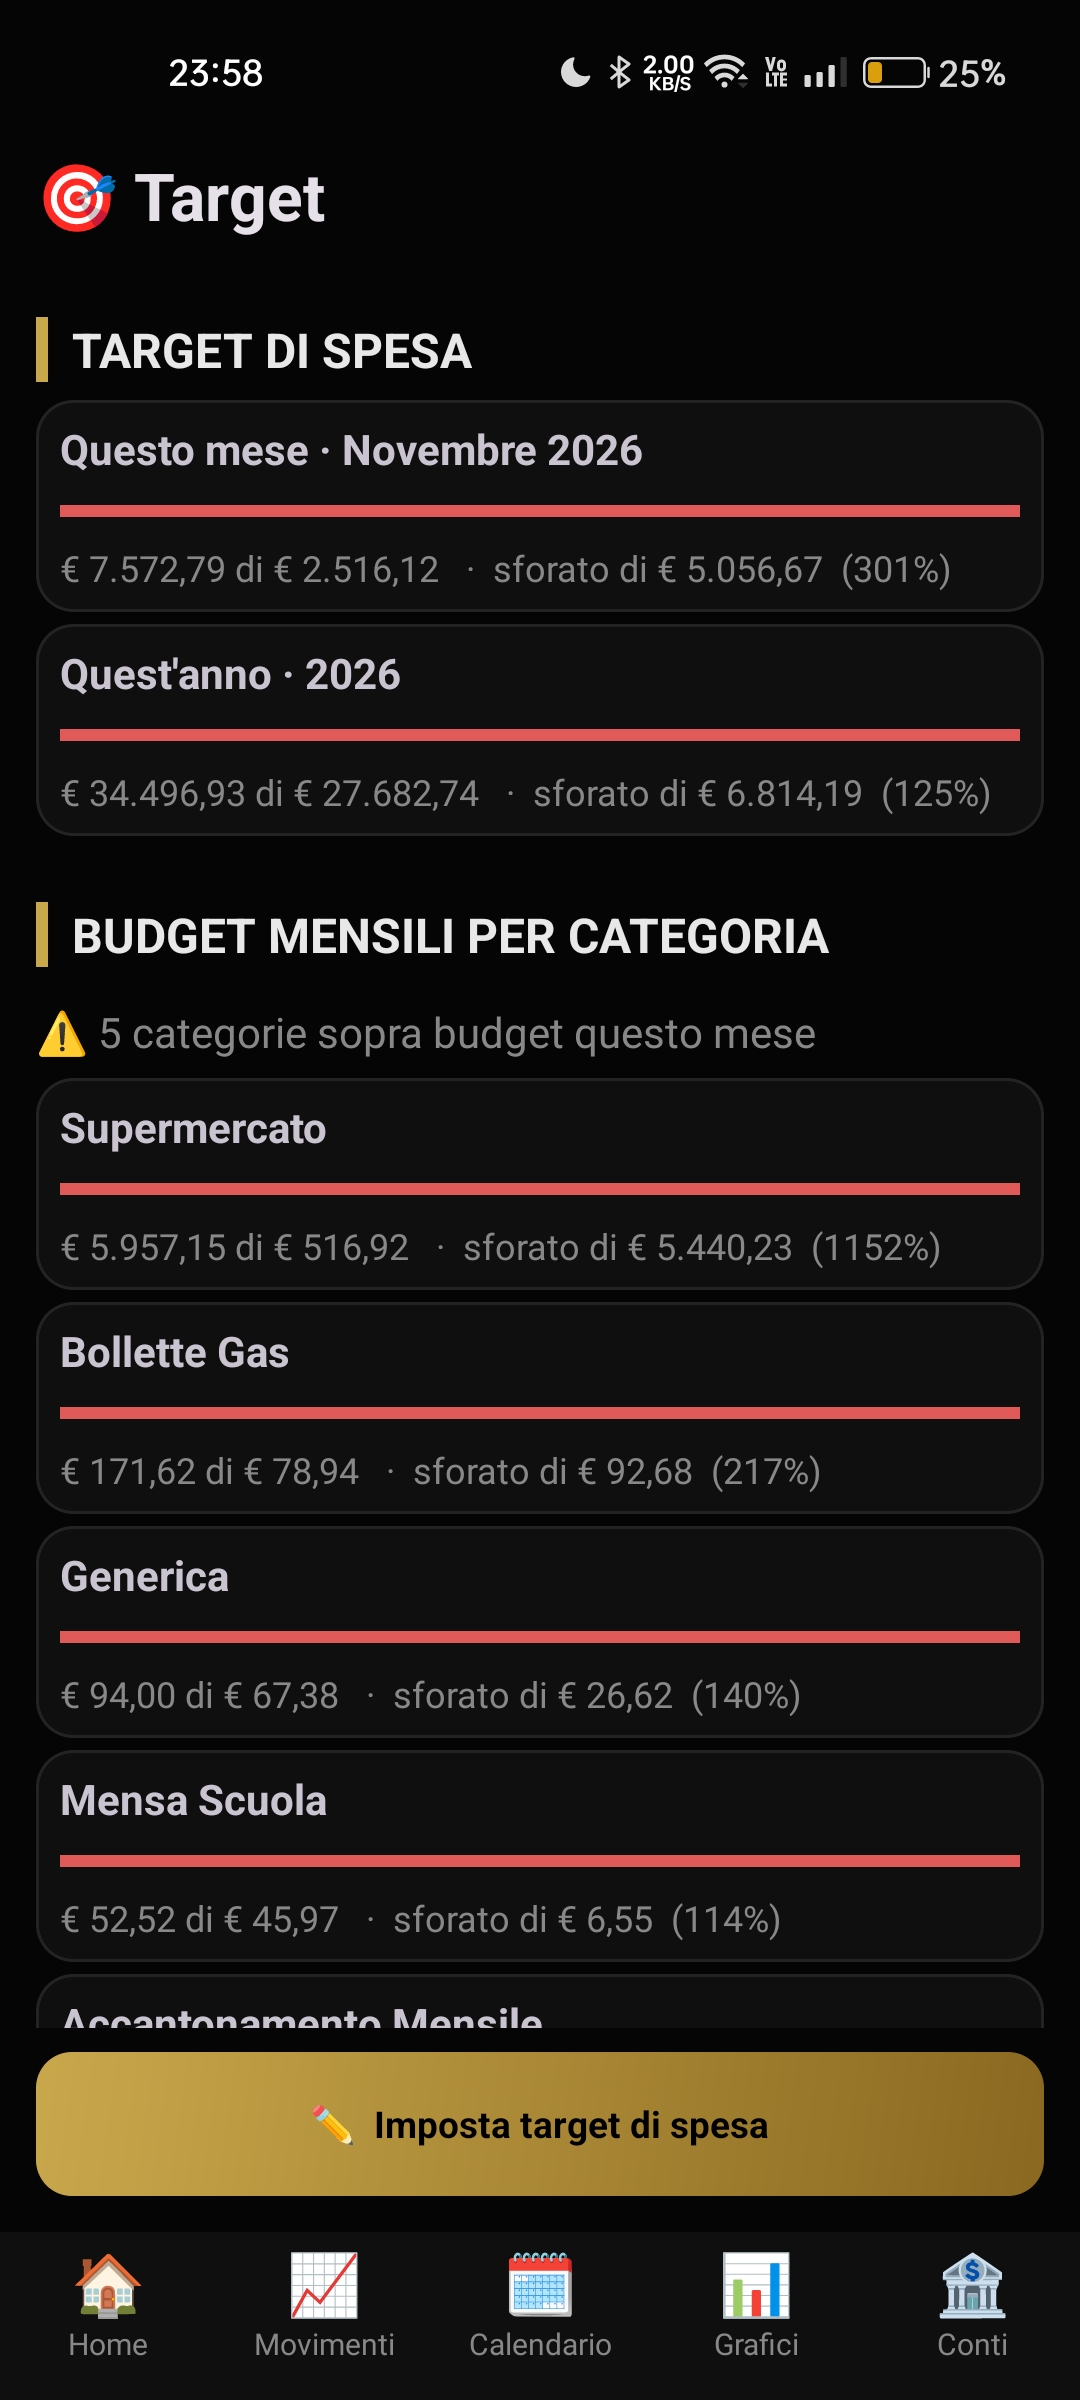 23:58
2.00 KB/S
Vo LTE
25%
Target
TARGET DI SPESA
Questo mese · Novembre 2026
€ 7.572,79 di € 2.516,12 · sforato di € 5.056,67 (301%)
Quest'anno · 2026
€ 34.496,93 di € 27.682,74 · sforato di € 6.814,19 (125%)
BUDGET MENSILI PER CATEGORIA
⚠️ 5 categorie sopra budget questo mese
Supermercato
€ 5.957,15 di € 516,92 · sforato di € 5.440,23 (1152%)
Bollette Gas
€ 171,62 di € 78,94 · sforato di € 92,68 (217%)
Generica
€ 94,00 di € 67,38 · sforato di € 26,62 (140%)
Mensa Scuola
€ 52,52 di € 45,97 · sforato di € 6,55 (114%)
Accantonamento Mensile
Imposta target di spesa
Home
Movimenti
Calendario
Grafici
Conti